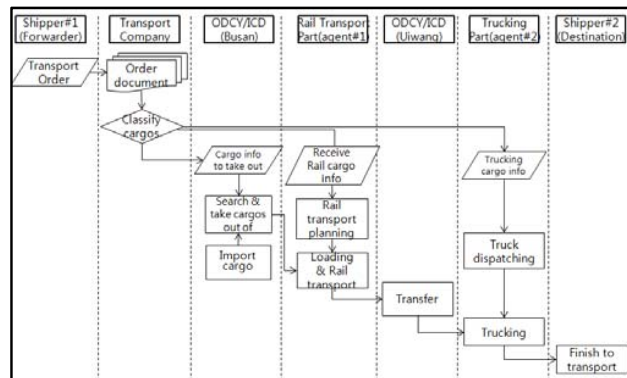 Shipper#1
(Forwarder)
Transport
Company
ODCY/ICD
(Busan)
Rail Transport
Part(agent#1)
ODCY/ICD
(Uiwang)
Trucking
Part(agent#2)
Shipper#2
(Destination)
Transport
Order
Order
document
Classify
cargos
Cargo info
to take out
Receive
Rail cargo
info
Trucking
cargo info
Search &
take cargos
out of
Rail
transport
planning
Import
cargo
Loading
& Rail
transport
Truck
dispatching
Transfer
Trucking
Finish to
transport